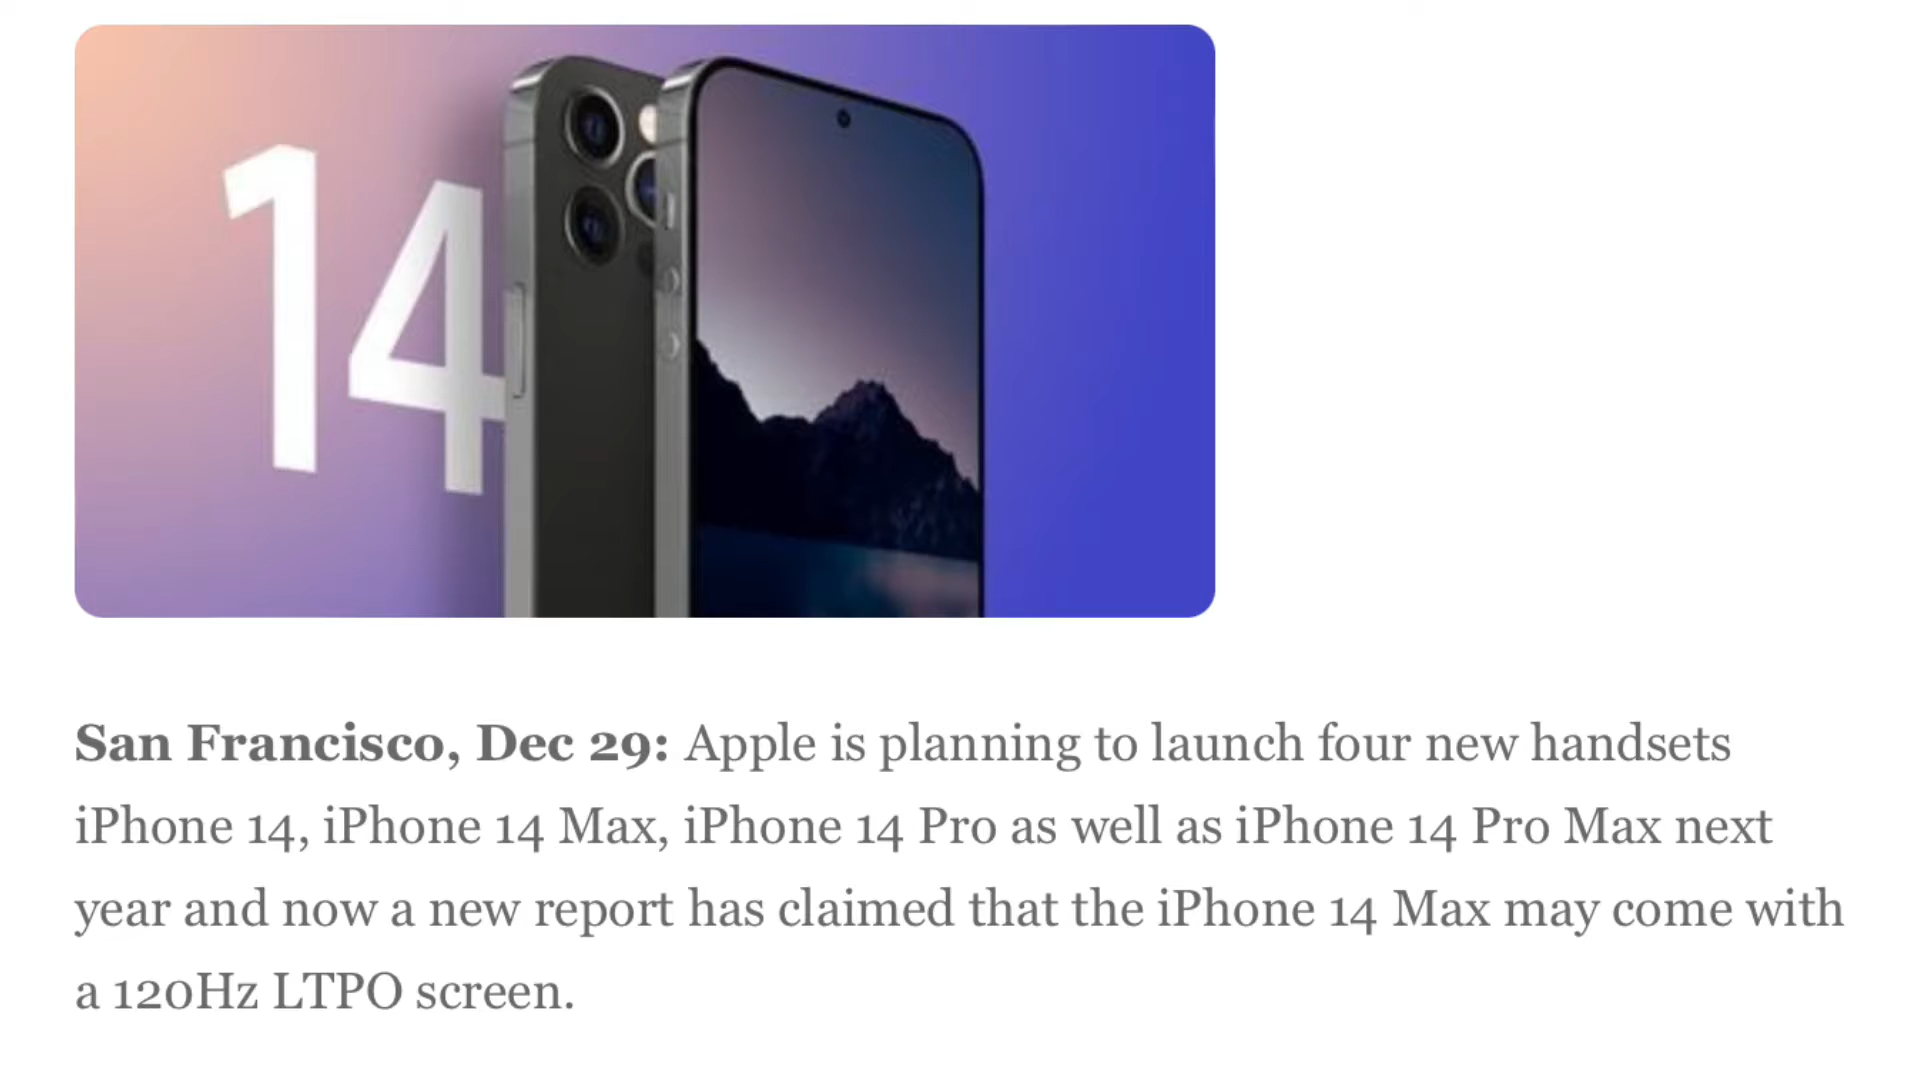 14
San Francisco, Dec 29: Apple is planning to launch four new handsets
iPhone 14, iPhone 14 Max, iPhone 14 Pro as well as iPhone 14 Pro Max next
year and now a new report has claimed that the iPhone 14 Max may come with
a 120Hz LTPO screen.